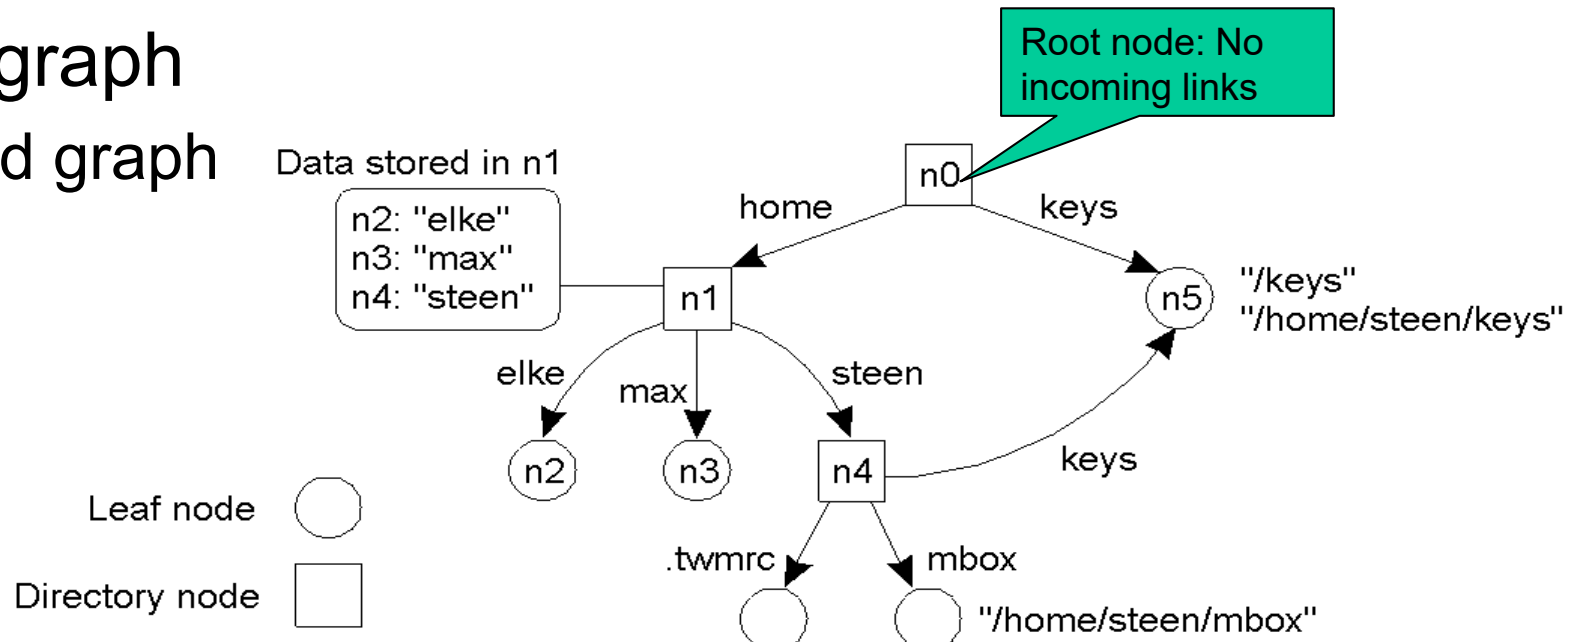 graph
d graph
Root node: No
incoming links
Data stored in n1
n2: "elke"
n3: "max"
n4: "steen"
n0
home
keys
n1
n5
"/keys"
"/home/steen/keys"
elke
max
steen
n2
n3
n4
keys
Leaf node
.twmrc
mbox
Directory node
"/home/steen/mbox"